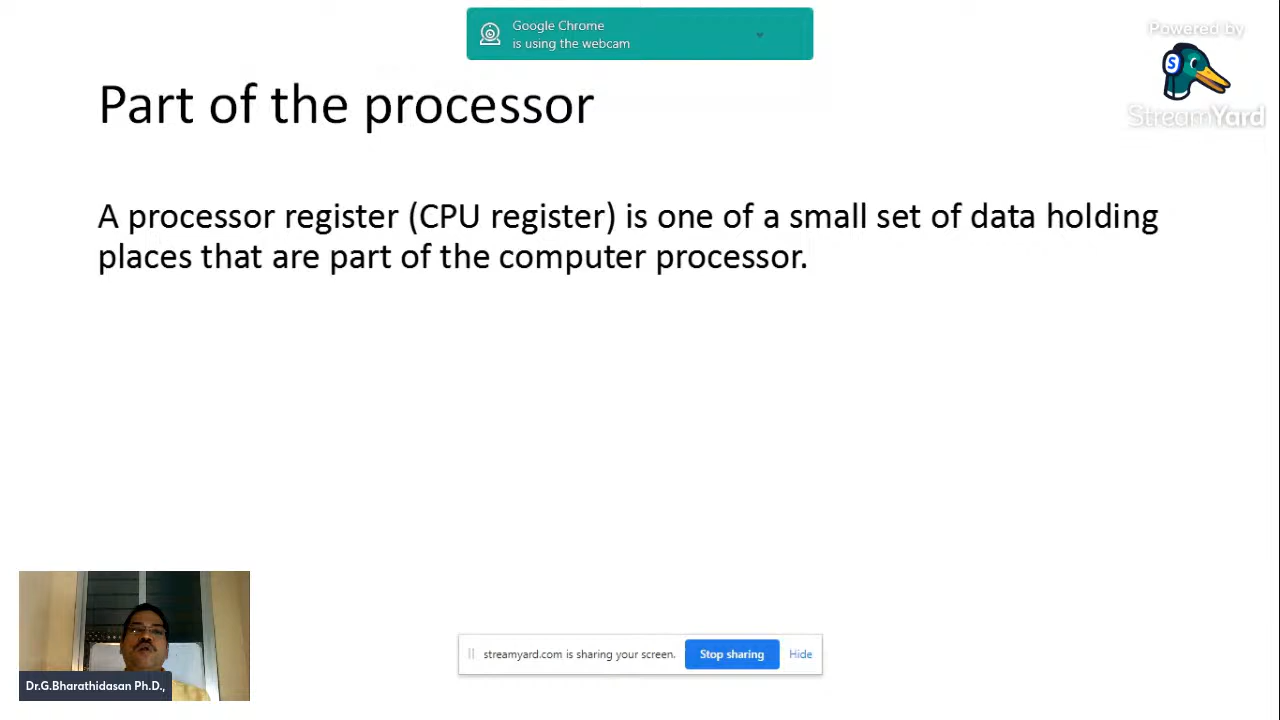 Google Chrome
is using the webcam
Powered by
StreamYard
Part of the processor
A processor register (CPU register) is one of a small set of data holding
places that are part of the computer processor.
streamyard.com is sharing your screen.
Stop sharing
Hide
Dr.G.Bharathidasan Ph.D.,